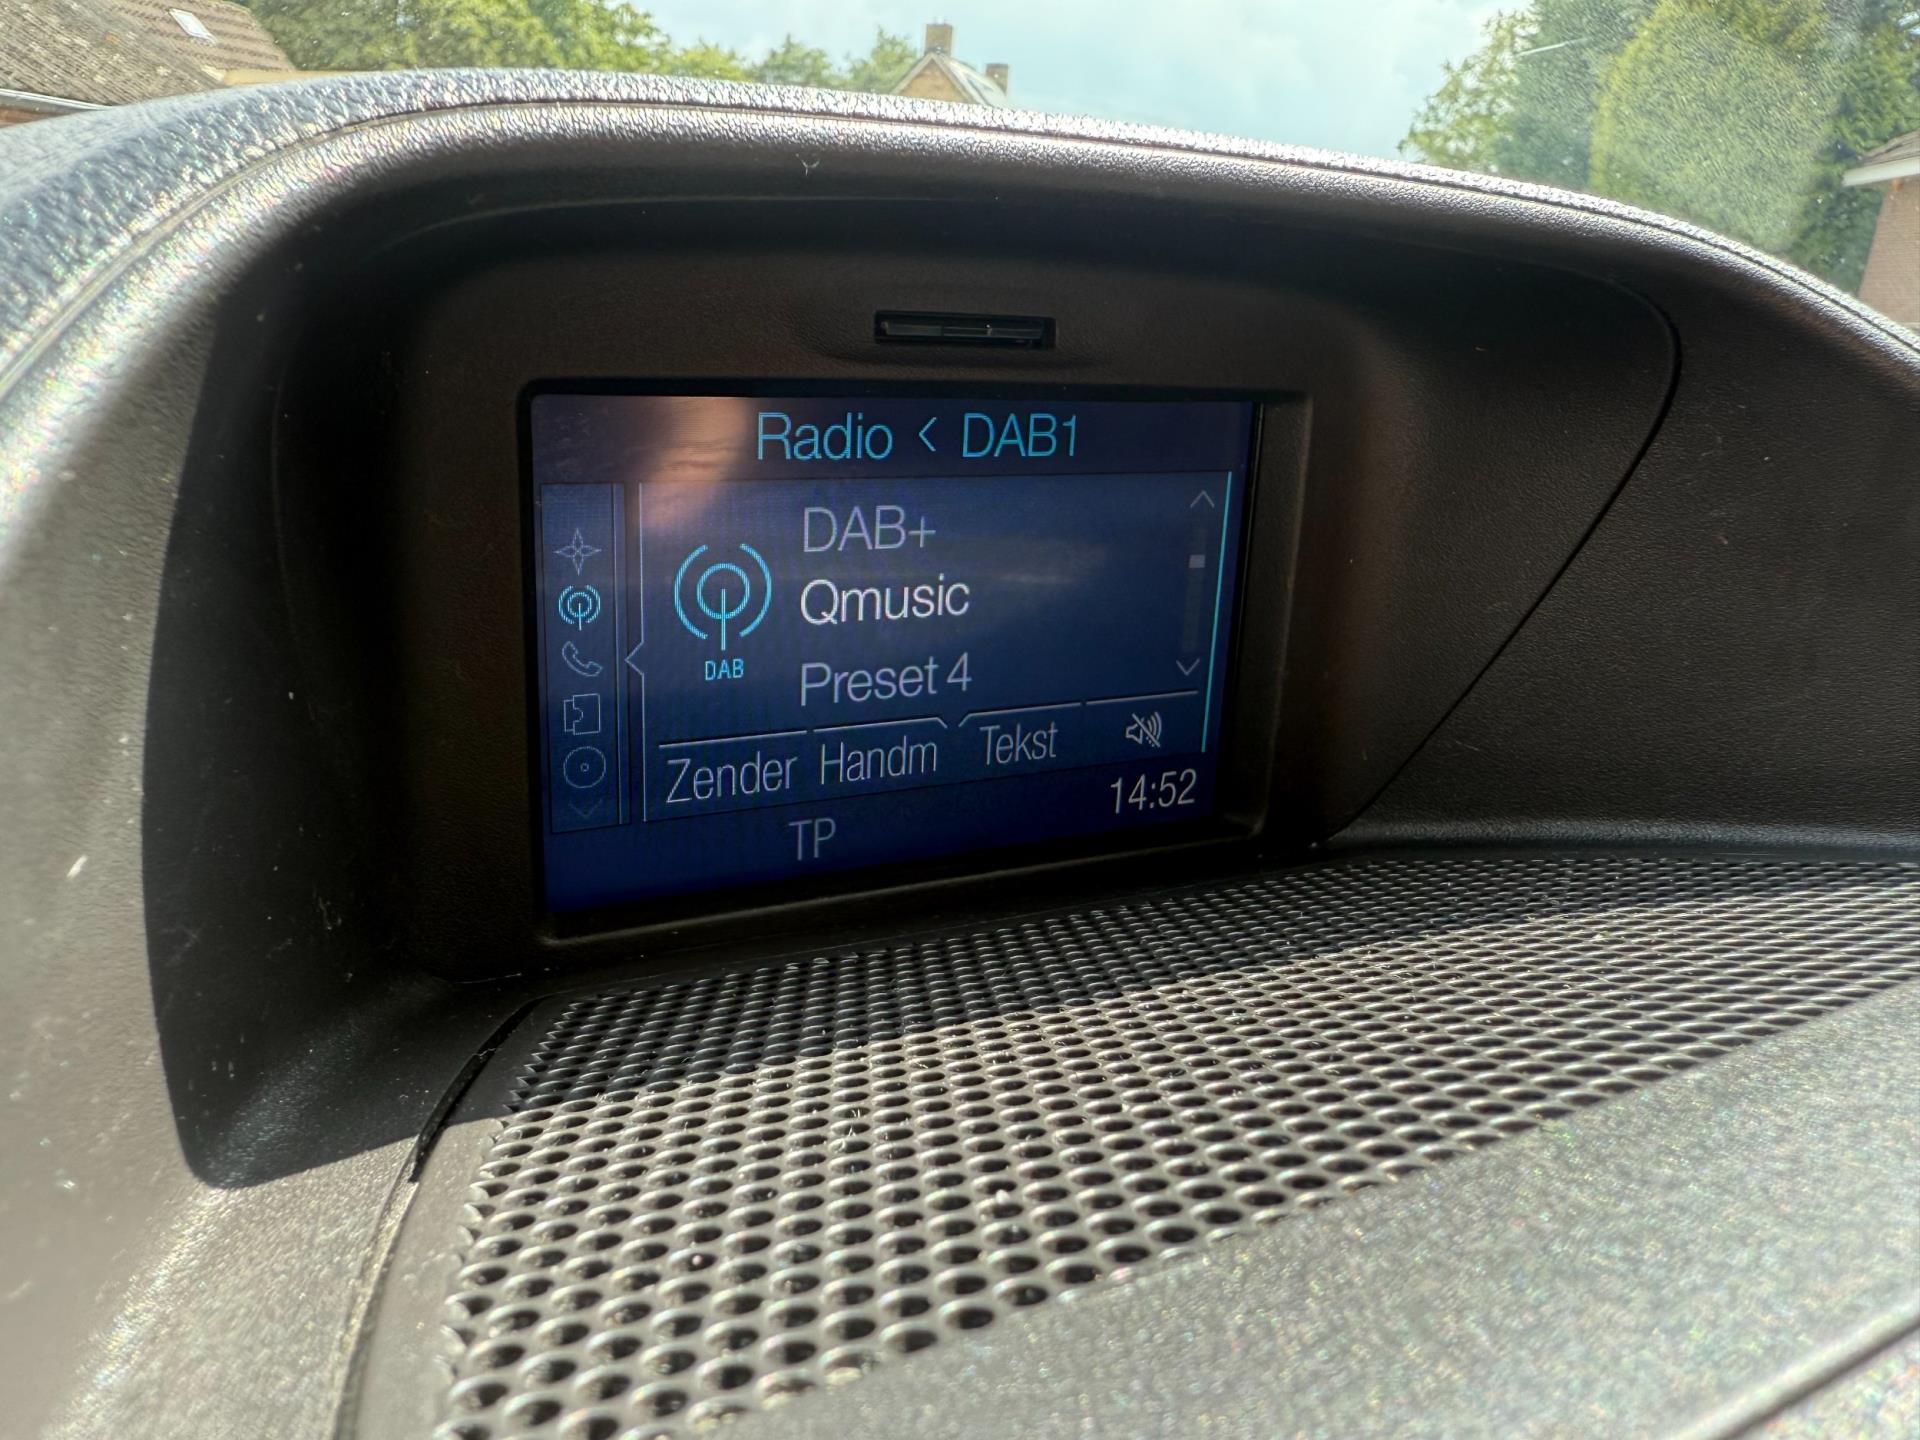 Radio < DAB1
DAB+
Qmusic
DAB
Preset 4
Zender Handm Tekst
14:52
TP